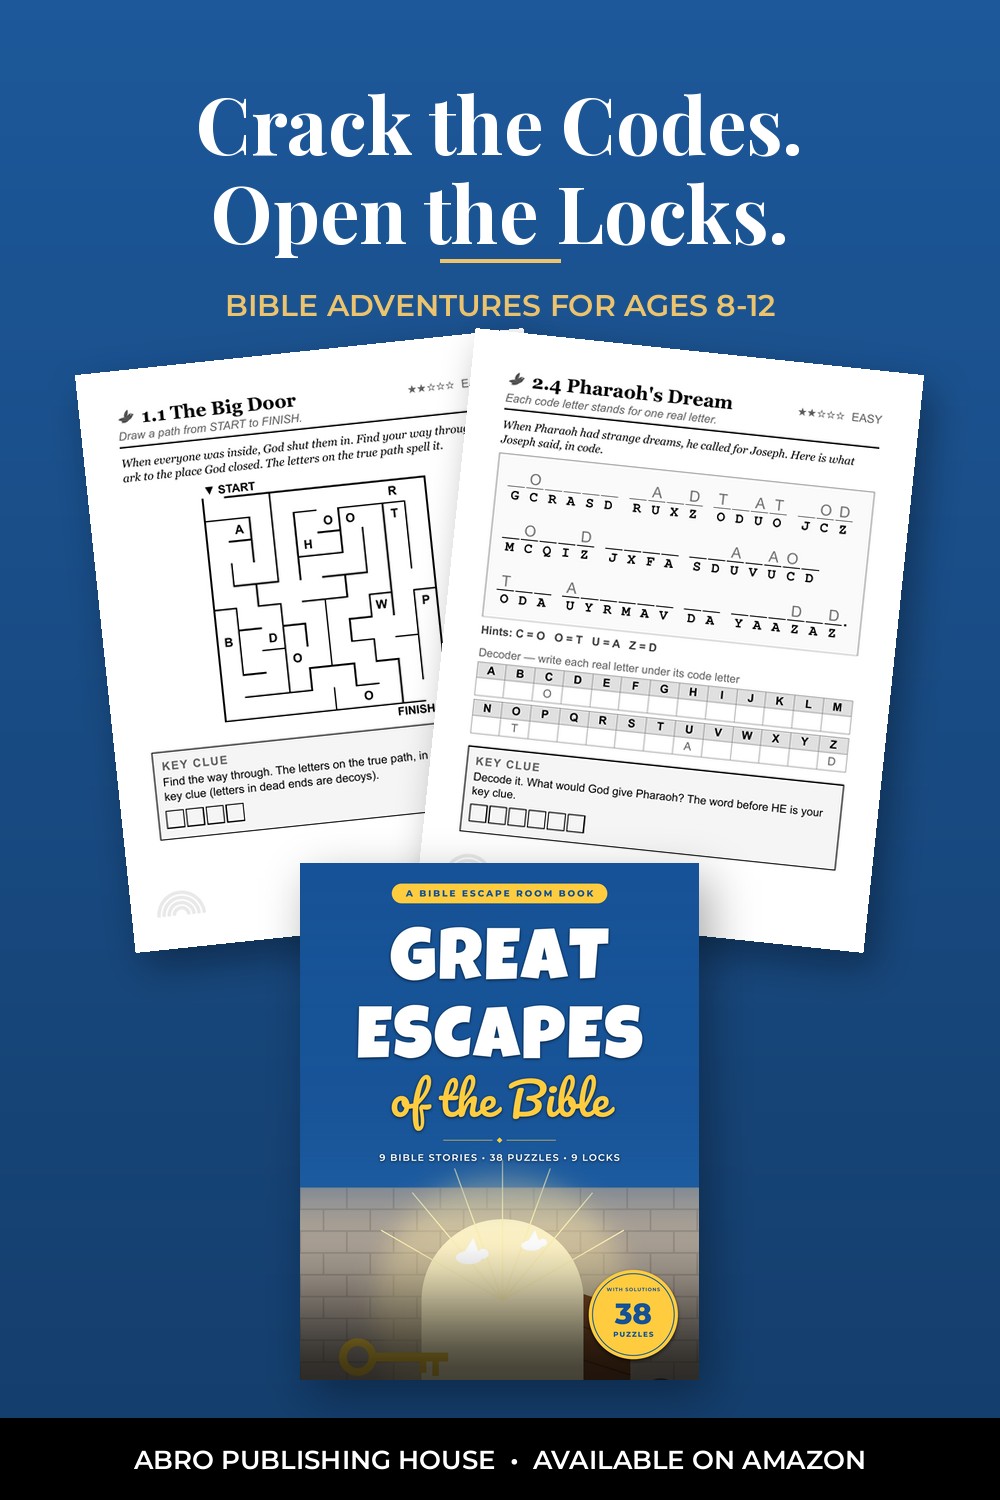 Crack the Codes.
Open the Locks.
BIBLE ADVENTURES FOR AGES 8-12
1.1 The Big Door
★★☆☆☆
Draw a path from START to FINISH.
When everyone was inside, God shut them in. Find your way
ark to the place God closed. The letters on the true path spell it.
▼ START
R
A
O O T
H
W P
B D
O
O
FINISH
KEY CLUE
Find the way through. The letters on the true path, in
key clue (letters in dead ends are decoys).
2.4 Pharaoh's Dream
★★☆☆☆ EASY
Each code letter stands for one real letter.
When Pharaoh had strange dreams, he called for Joseph. Here is what
Joseph said, in code.
O A D T A T O D
G C R A S D R U X Z O D U O J C Z
O D A A O
M C Q I Z J X F A S D U V U C D
T A D D
O D A U Y R M A V D A Y A A Z A Z .
Hints: C=O O=T U=A Z=D
Decoder — write each real letter under its code letter
A B C D E F G H I J K L M
O
N O P Q R S T U V W X Y Z
T A D
KEY CLUE
Decode it. What would God give Pharaoh? The word before HE is your
key clue.
A BIBLE ESCAPE ROOM BOOK
GREAT
ESCAPES
of the Bible
9 BIBLE STORIES • 38 PUZZLES • 9 LOCKS
WITH SOLUTIONS
38
PUZZLES
ABRO PUBLISHING HOUSE • AVAILABLE ON AMAZON